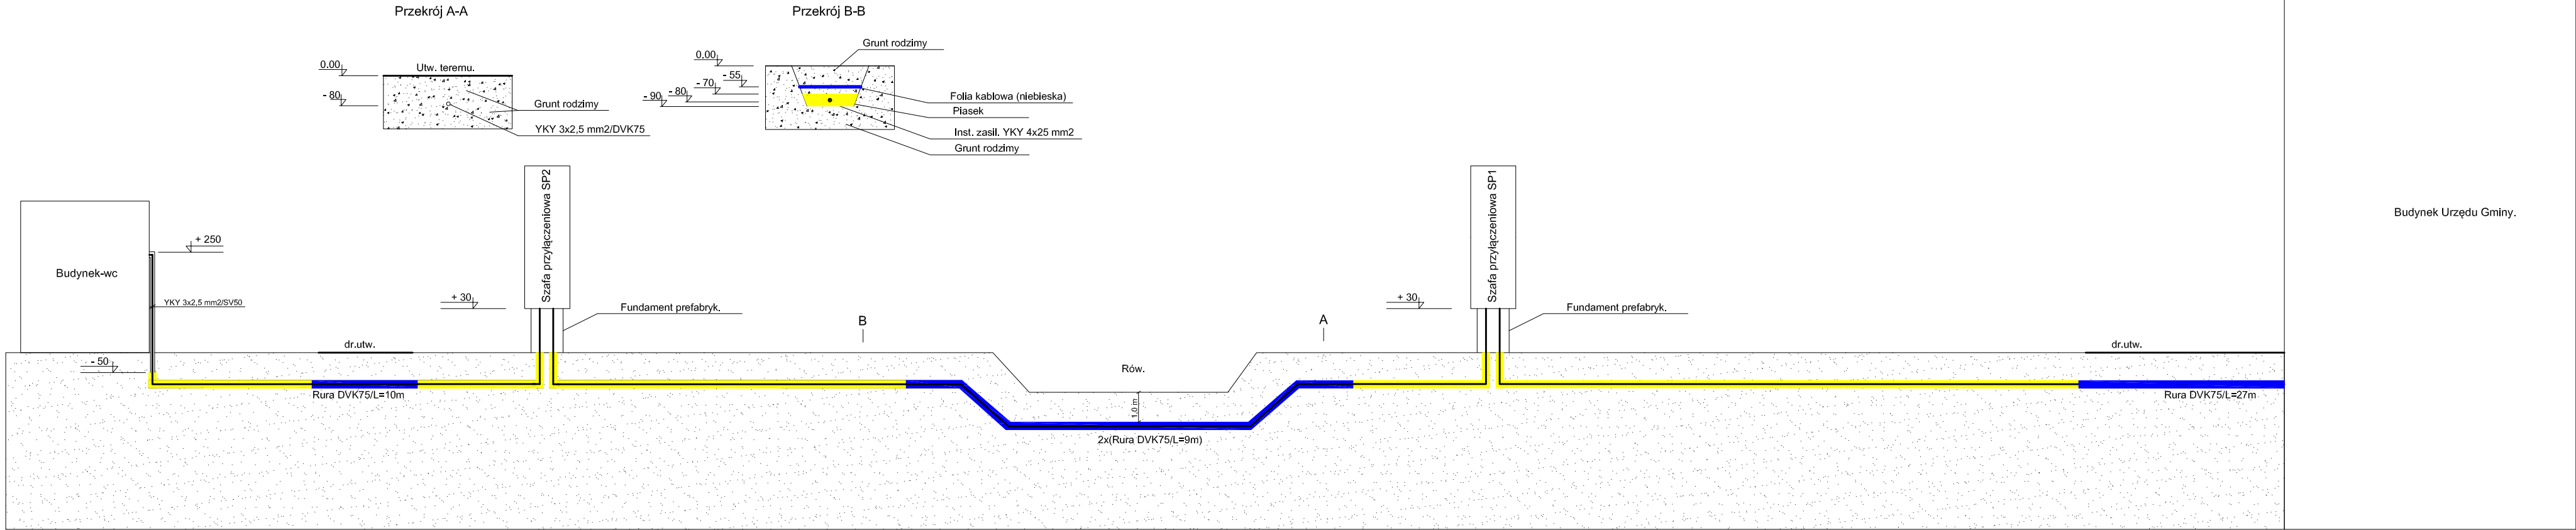 Przekrój A-A
0.00
Utw. teremu.
- 80
Grunt rodzimy
YKY 3x2,5 mm2/DVK75
Przekrój B-B
Grunt rodzimy
0,00
- 55
- 70
- 80
- 90
Folia kablowa (niebieska)
Piasek
Inst. zasil. YKY 4x25 mm2
Grunt rodzimy
Budynek-wc
+ 250
YKY 3x2,5 mm2/SV50
- 50
dr.utw.
Rura DVK75/L=10m
+ 30
Szafa przyłączeniowa SP2
Fundament prefabryk.
B
Rów.
1,0 m
2x(Rura DVK75/L=9m)
A
+ 30
Szafa przyłączeniowa SP1
Fundament prefabryk.
dr.utw.
Rura DVK75/L=27m
Budynek Urzędu Gminy.